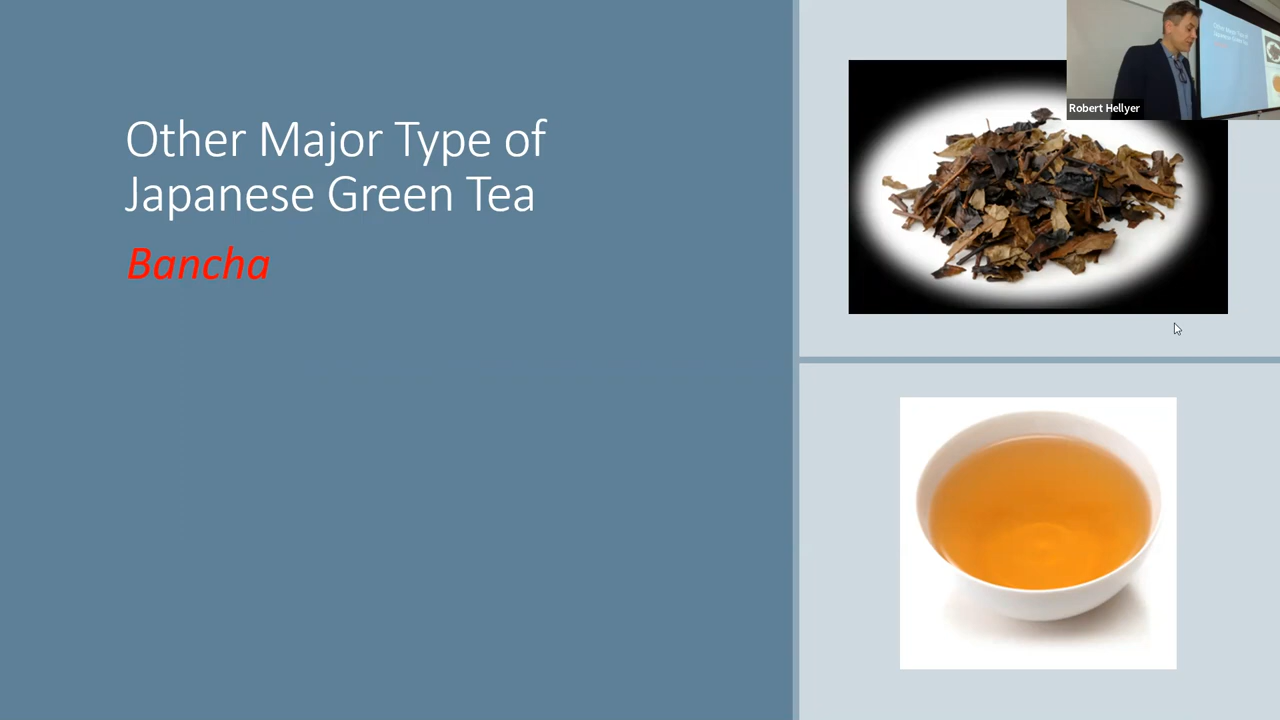 Other Major Type of
Japanese Green Tea
Bancha
Robert Hellyer